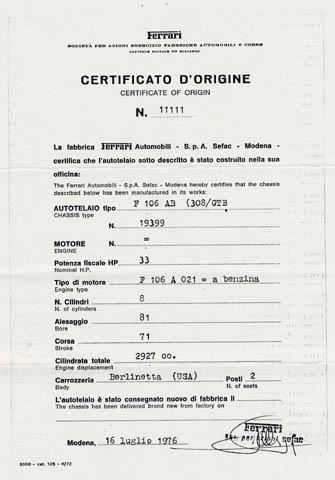 Ferrari
SOCIETÀ PER AZIONI ESERCIZIO FABBRICHE AUTOMOBILI E CORSE
CERTIFICATO D'ORIGINE
CERTIFICATE OF ORIGIN
N. 11111
La fabbrica Ferrari Automobili - S.p.A. Sefac - Modena -
certifica che l'autotelaio sotto descritto è stato costruito nella sua
officina:
The Ferrari Automobili - S.p.A. Sefac - Modena hereby certifies that the chassis
described below has been manufactured in its works:
AUTOTELAIO tipo F 106 AB (308/GTB
CHASSIS type
N. 19399
MOTORE N. =
ENGINE
Potenza fiscale HP 33
Nominal H.P.
Tipo di motore F 106 A 021 = a benzina
Engine type
N. Cilindri 8
N. of cylinders
Alesaggio 81
Bore
Corsa 71
Stroke
Cilindrata totale 2927 cc.
Engine displacement
Carrozzeria Berlinetta (USA) Posti 2
Body N. of seats
L'autotelaio è stato consegnato nuovo di fabbrica il
The chassis has been delivered brand new from factory on
Ferrari
sefac
Modena, 16 luglio 1976
5000 - cat. 125 - 6/72